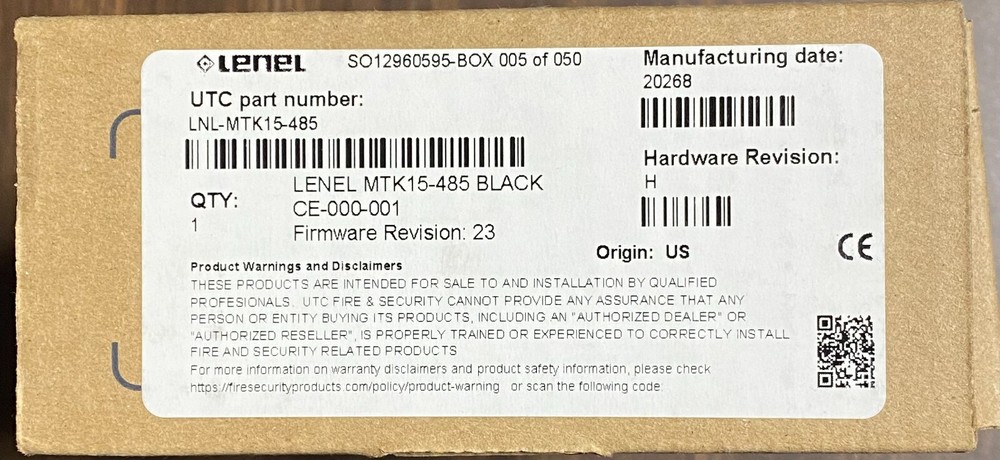 LENEL SO12960595-BOX 005 of 050
Manufacturing date:
20268
UTC part number:
LNL-MTK15-485
Hardware Revision:
H
QTY:
1
LENEL MTK15-485 BLACK
CE-000-001
Firmware Revision: 23
Origin: US
CE
Product Warnings and Disclaimers
THESE PRODUCTS ARE INTENDED FOR SALE TO AND INSTALLATION BY QUALIFIED
PROFESIONALS. UTC FIRE & SECURITY CANNOT PROVIDE ANY ASSURANCE THAT ANY
PERSON OR ENTITY BUYING ITS PRODUCTS, INCLUDING AN "AUTHORIZED DEALER" OR
"AUTHORIZED RESELLER", IS PROPERLY TRAINED OR EXPERIENCED TO CORRECTLY INSTALL
FIRE AND SECURITY RELATED PRODUCTS
For more information on warranty disclaimers and product safety information, please check
https://firesecurityproducts.com/policy/product-warning or scan the following code: